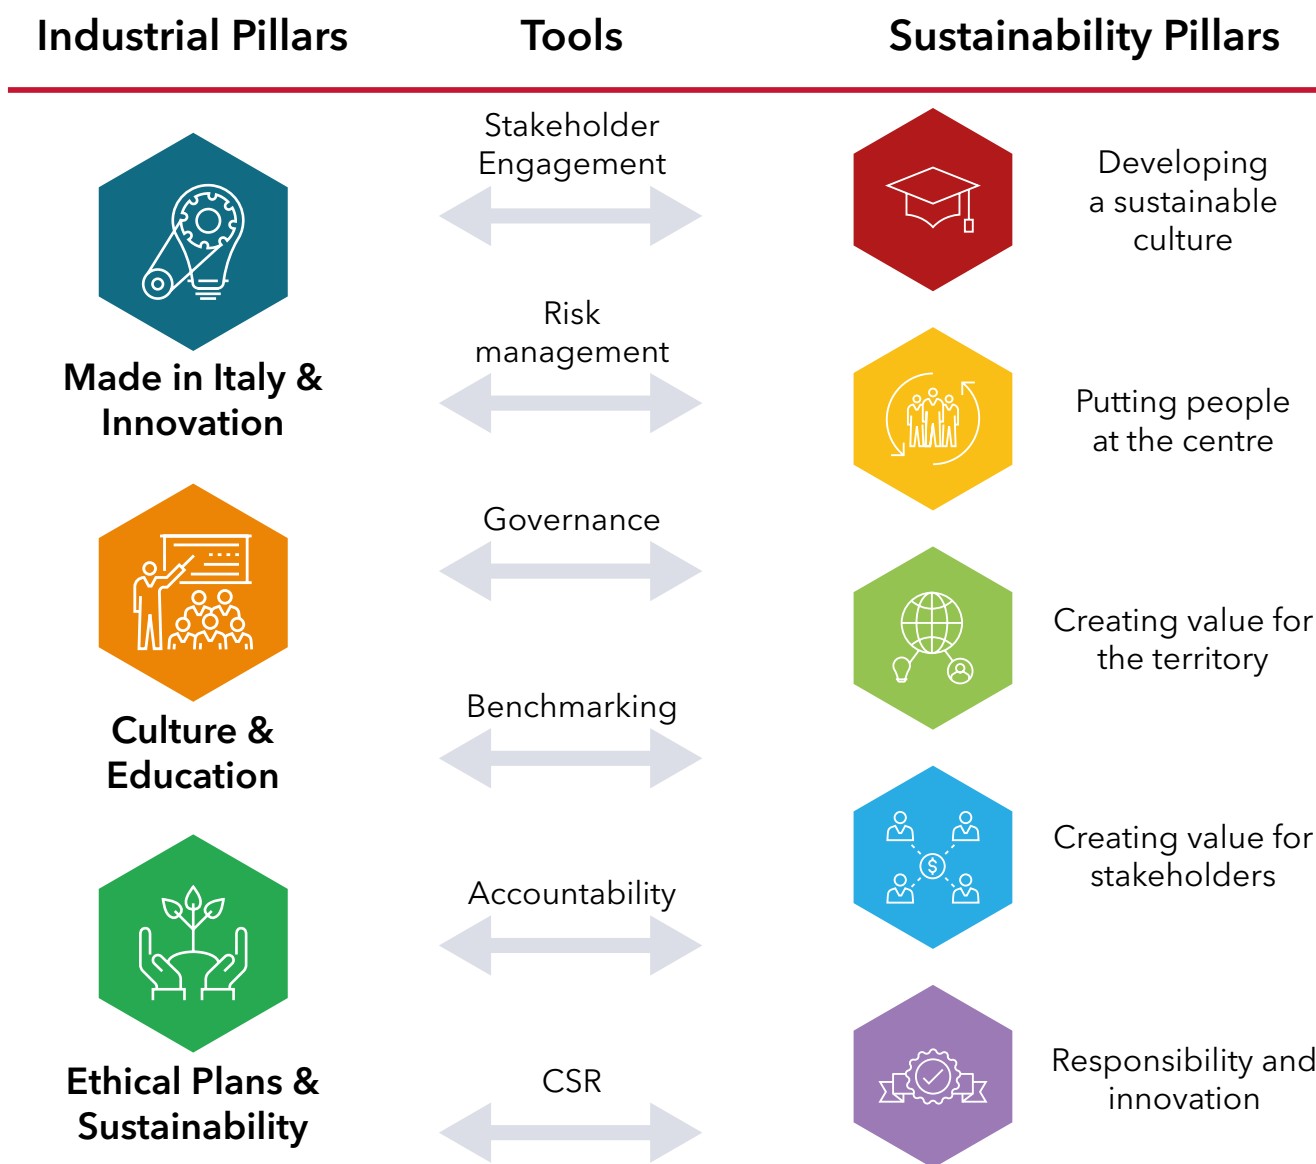 Industrial Pillars
Tools
Sustainability Pillars
Made in Italy &
Innovation
Culture &
Education
Ethical Plans &
Sustainability
Stakeholder
Engagement
Risk
management
Governance
Benchmarking
Accountability
CSR
Developing
a sustainable
culture
Putting people
at the centre
Creating value for
the territory
Creating value for
stakeholders
Responsibility and
innovation